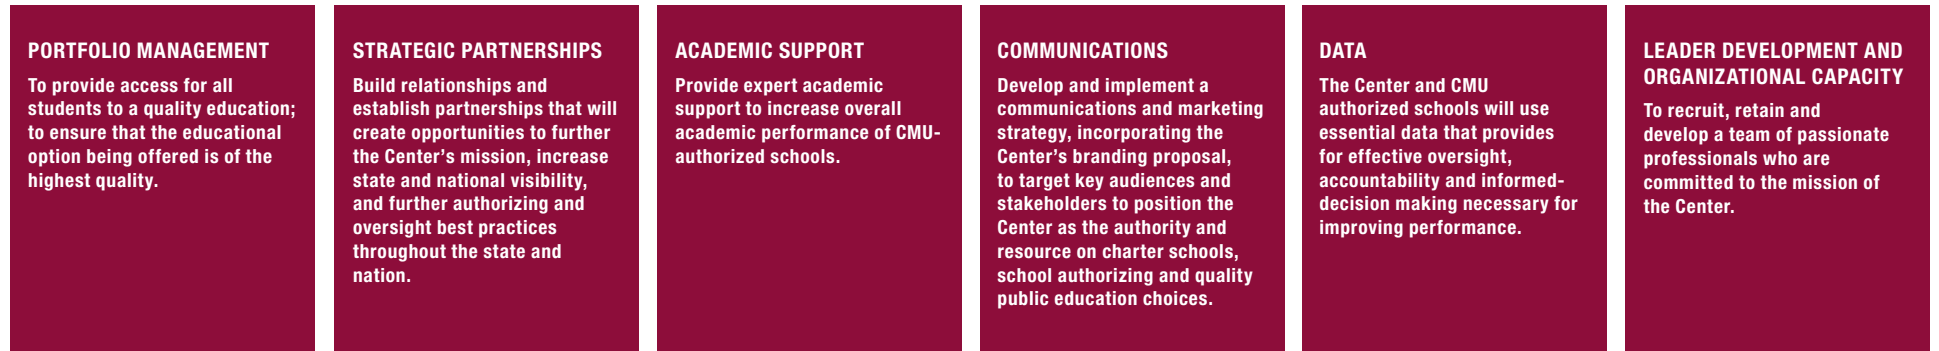 PORTFOLIO MANAGEMENT
To provide access for all
students to a quality education;
to ensure that the educational
option being offered is of the
highest quality.
STRATEGIC PARTNERSHIPS
Build relationships and
establish partnerships that will
create opportunities to further
the Center’s mission, increase
state and national visibility,
and further authorizing and
oversight best practices
throughout the state and
nation.
ACADEMIC SUPPORT
Provide expert academic
support to increase overall
academic performance of CMU-
authorized schools.
COMMUNICATIONS
Develop and implement a
communications and marketing
strategy, incorporating the
Center’s branding proposal,
to target key audiences and
stakeholders to position the
Center as the authority and
resource on charter schools,
school authorizing and quality
public education choices.
DATA
The Center and CMU
authorized schools will use
essential data that provides
for effective oversight,
accountability and informed-
decision making necessary for
improving performance.
LEADER DEVELOPMENT AND
ORGANIZATIONAL CAPACITY
To recruit, retain and
develop a team of passionate
professionals who are
committed to the mission of
the Center.